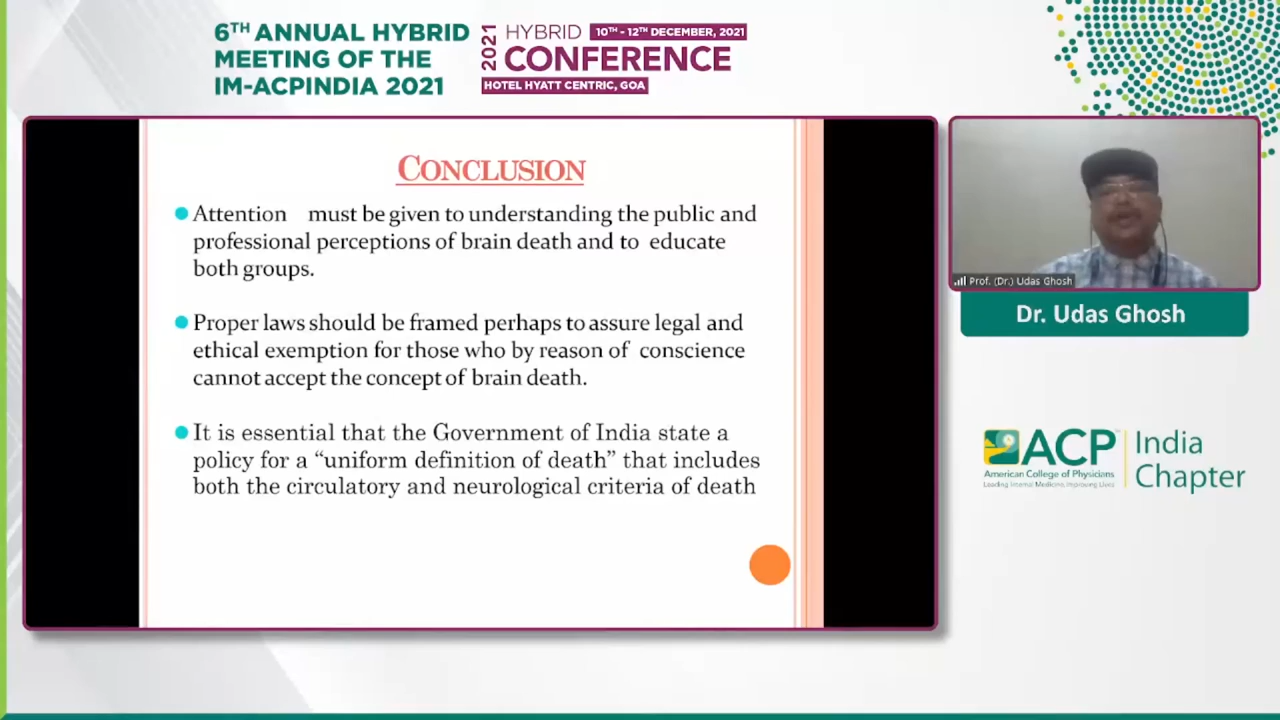 6TH ANNUAL HYBRID
MEETING OF THE
IM-ACPINDIA 2021
2021
HYBRID
10TH - 12TH DECEMBER, 2021
CONFERENCE
HOTEL HYATT CENTRIC, GOA
CONCLUSION
Attention must be given to understanding the public and
professional perceptions of brain death and to educate
both groups.
Proper laws should be framed perhaps to assure legal and
ethical exemption for those who by reason of conscience
cannot accept the concept of brain death.
It is essential that the Government of India state a
policy for a “uniform definition of death” that includes
both the circulatory and neurological criteria of death
Prof. (Dr.) Udas Ghosh
Dr. Udas Ghosh
ACP
American College of Physicians
Leading Internal Medicine, Improving Lives
India
Chapter